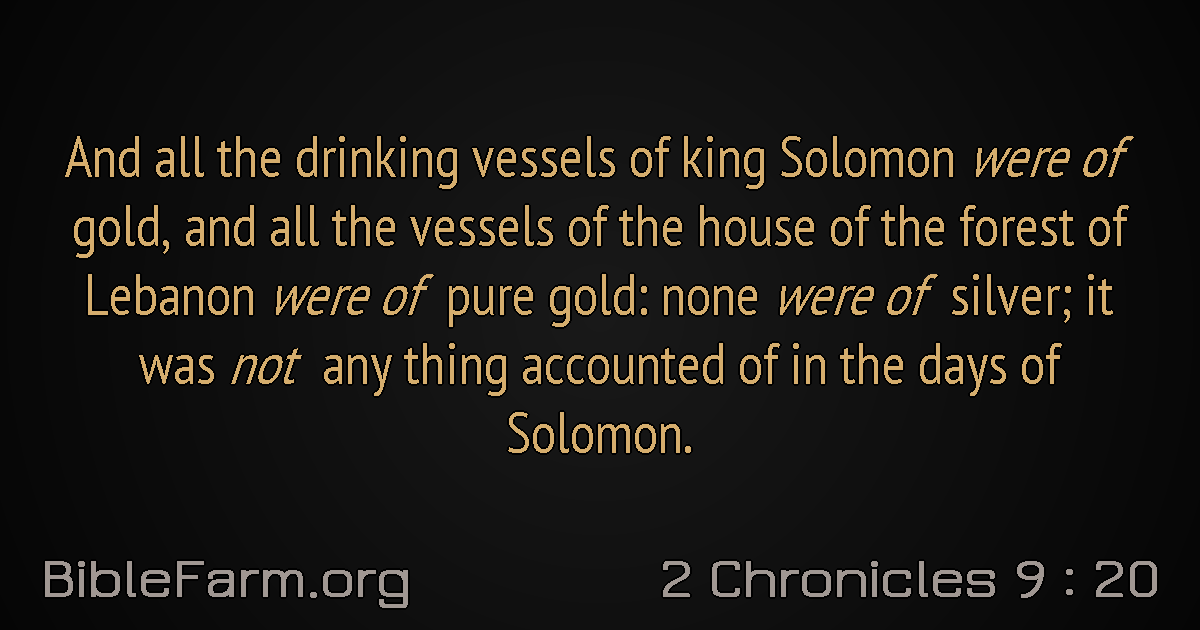 And all the drinking vessels of king Solomon were of
gold, and all the vessels of the house of the forest of
Lebanon were of pure gold: none were of silver; it
was not any thing accounted of in the days of
Solomon.
BibleFarm.org
2 Chronicles 9 : 20